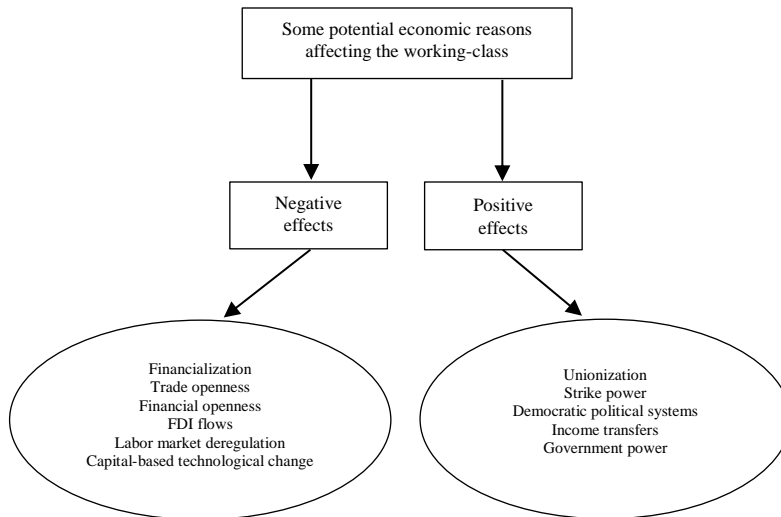 Some potential economic reasons
affecting the working-class
Negative
effects
Positive
effects
Financialization
Trade openness
Financial openness
FDI flows
Labor market deregulation
Capital-based technological change
Unionization
Strike power
Democratic political systems
Income transfers
Government power